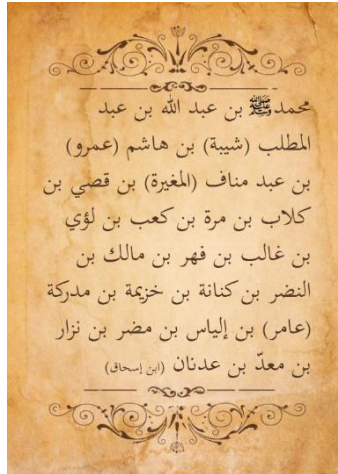 محمد ﷺ بن عبد الله بن عبد
المطلب (شيبة) بن هاشم (عمرو)
بن عبد مناف (المغيرة) بن قصي بن
كلاب بن مرة بن كعب بن لؤي
بن غالب بن فهر بن مالك بن
النضر بن كنانة بن خزيمة بن مدركة
(عامر) بن إلياس بن مضر بن نزار
بن معدّ بن عدنان (ابن إسحاق)